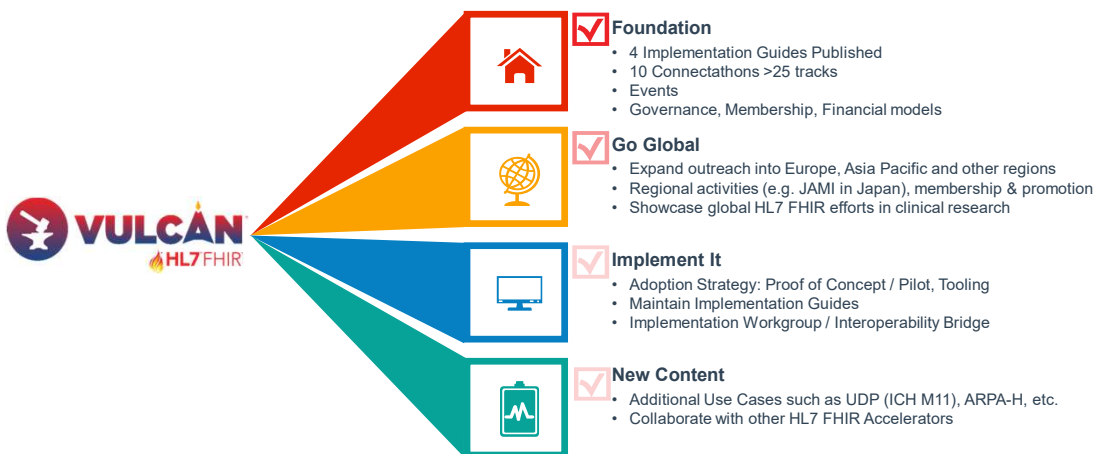 Foundation
• 4 Implementation Guides Published
• 10 Connectathons >25 tracks
• Events
• Governance, Membership, Financial models
Go Global
• Expand outreach into Europe, Asia Pacific and other regions
• Regional activities (e.g. JAMI in Japan), membership & promotion
• Showcase global HL7 FHIR efforts in clinical research
VULCAN
HL7 FHIR
Implement It
• Adoption Strategy: Proof of Concept / Pilot, Tooling
• Maintain Implementation Guides
• Implementation Workgroup / Interoperability Bridge
New Content
• Additional Use Cases such as UDP (ICH M11), ARPA-H, etc.
• Collaborate with other HL7 FHIR Accelerators